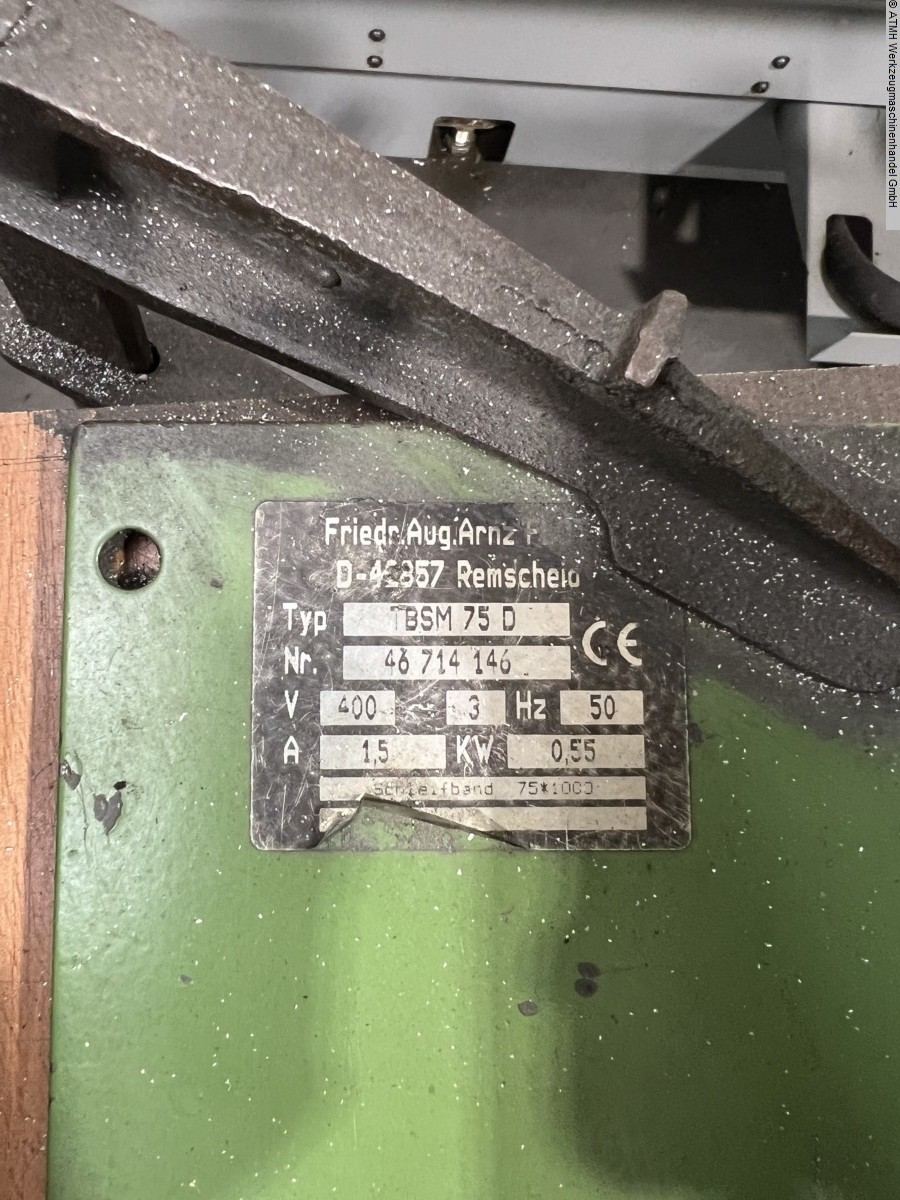 © ATMH Werkzeugmaschinenhandel GmbH
Friedr.Aug.Arnz
Remscheid
Typ TBSM 75 D
CE
Nr. 46 714 146
V 400 3 Hz 50
A 1,5 KW 0,55
Schleifband 75*1000